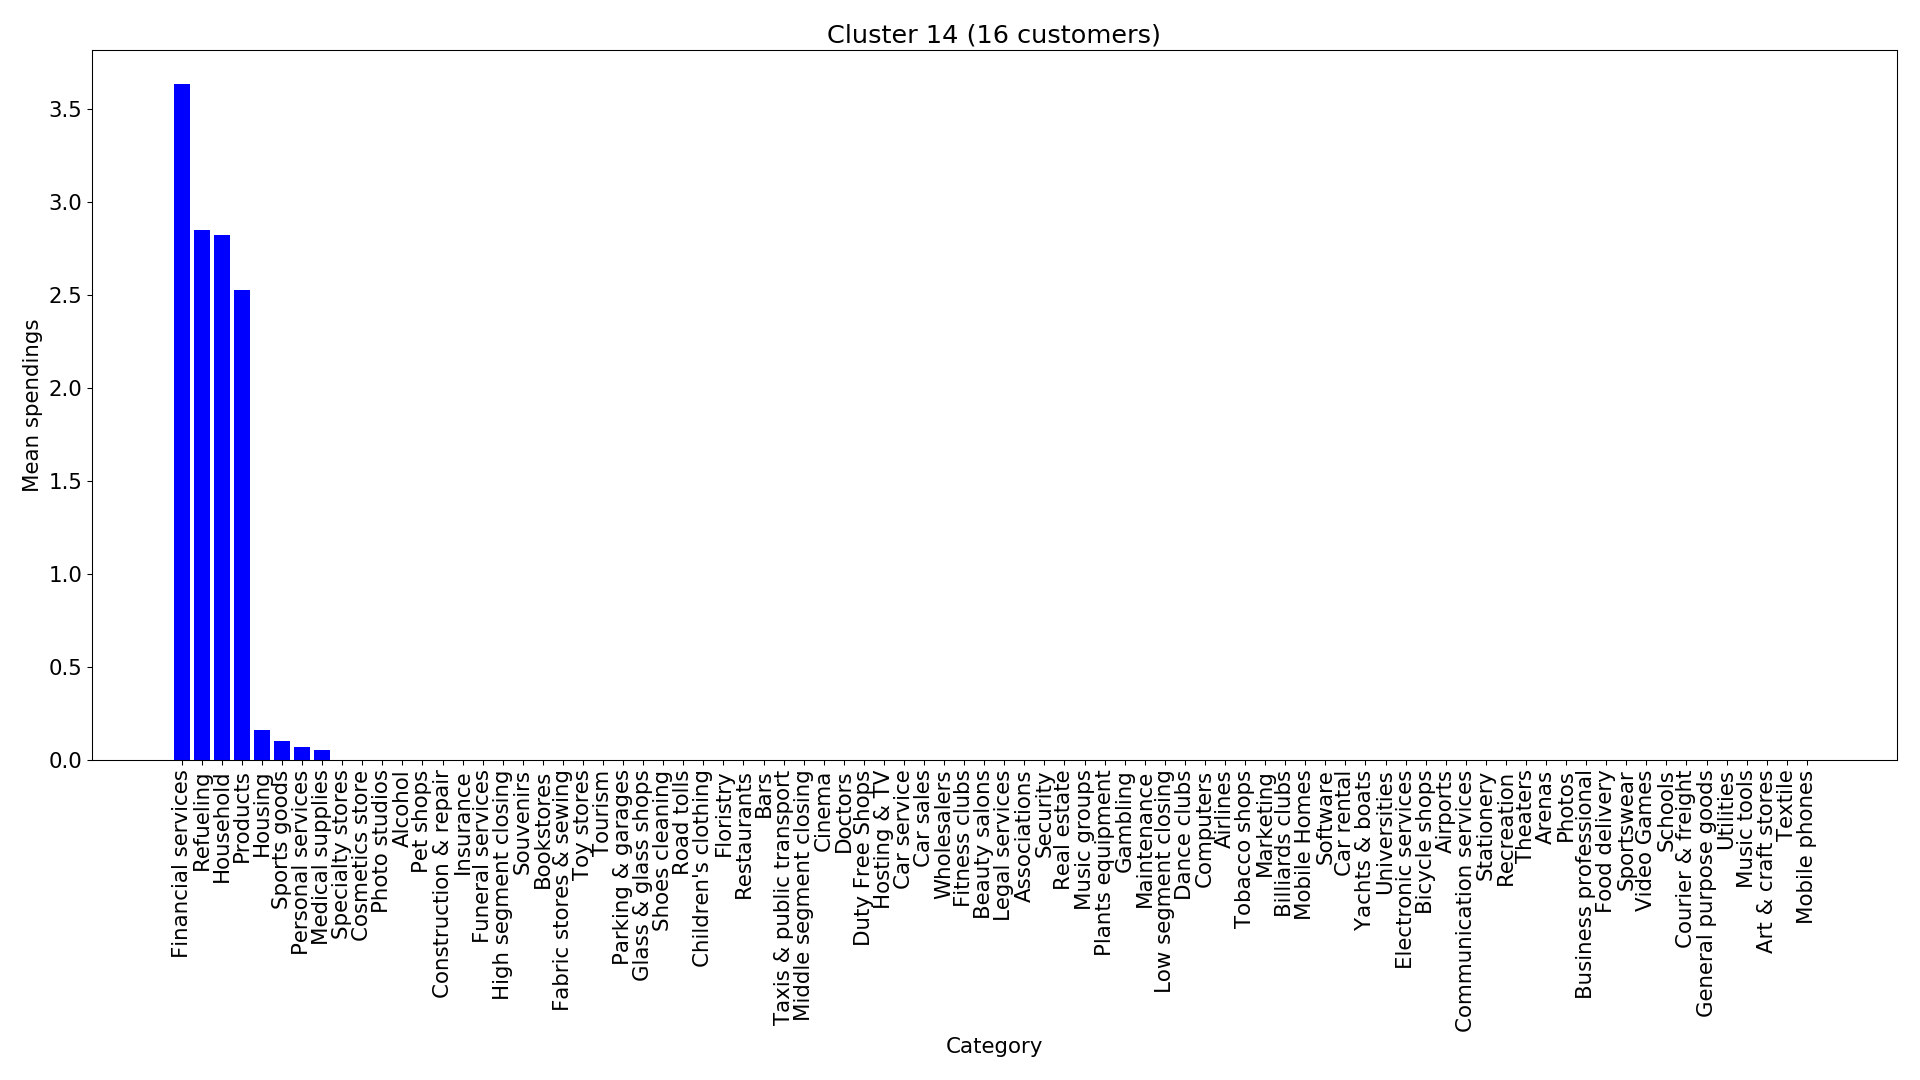 Cluster 14 (16 customers)
Mean spendings
3.5
3.0
2.5
2.0
1.5
1.0
0.5
0.0
Financial services
Refueling
Household
Products
Housing
Sports goods
Personal services
Medical supplies
Specialty stores
Cosmetics store
Photo studios
Alcohol
Pet shops
Construction & repair
Insurance
Funeral services
High segment closing
Souvenirs
Bookstores
Fabric stores & sewing
Toy stores
Tourism
Parking & garages
Glass & glass shops
Shoes cleaning
Road tolls
Children's clothing
Floristry
Restaurants
Bars
Taxis & public transport
Middle segment closing
Cinema
Doctors
Duty Free Shops
Hosting & TV
Car service
Car sales
Wholesalers
Fitness clubs
Beauty salons
Legal services
Associations
Security
Real estate
Music groups
Plants equipment
Gambling
Maintenance
Low segment closing
Dance clubs
Computers
Airlines
Tobacco shops
Marketing
Billiards clubs
Mobile Homes
Software
Car rental
Yachts & boats
Universities
Electronic services
Bicycle shops
Airports
Communication services
Stationery
Recreation
Theaters
Arenas
Photos
Business professional
Food delivery
Sportswear
Video Games
Schools
Courier & freight
General purpose goods
Utilities
Music tools
Art & craft stores
Textile
Mobile phones
Category